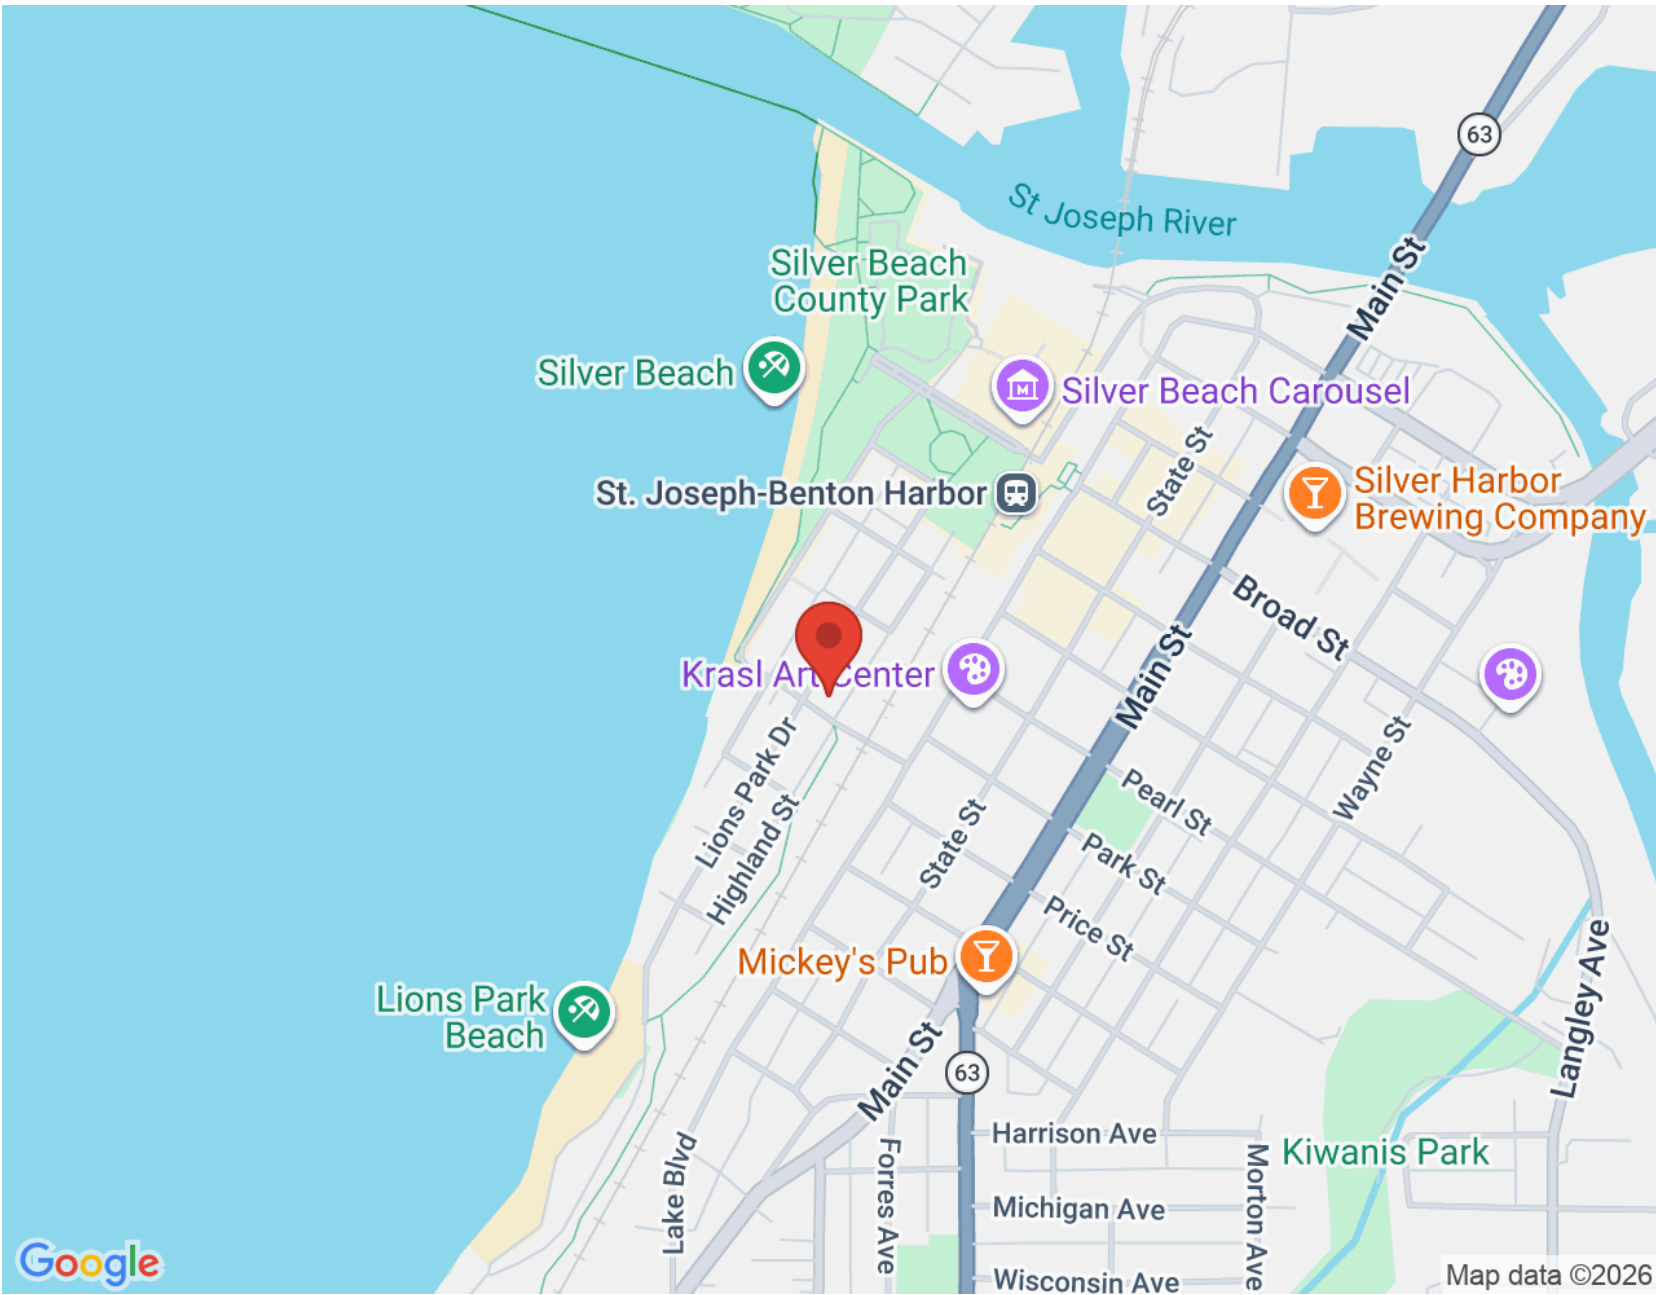 63
St Joseph River
Main St
Silver Beach
County Park
Silver Beach
Silver Beach Carousel
State St
St. Joseph-Benton Harbor
Silver Harbor
Brewing Company
Broad St
Krasl Art Center
Main St
Lions Park Dr
Wayne St
Pearl St
Highland St
State St
Park St
Price St
Mickey's Pub
Lions Park
Beach
Langley Ave
Main St
63
Harrison Ave
Kiwanis Park
Lake Blvd
Forres Ave
Morton Ave
Michigan Ave
Google
Wisconsin Ave
Map data ©2026